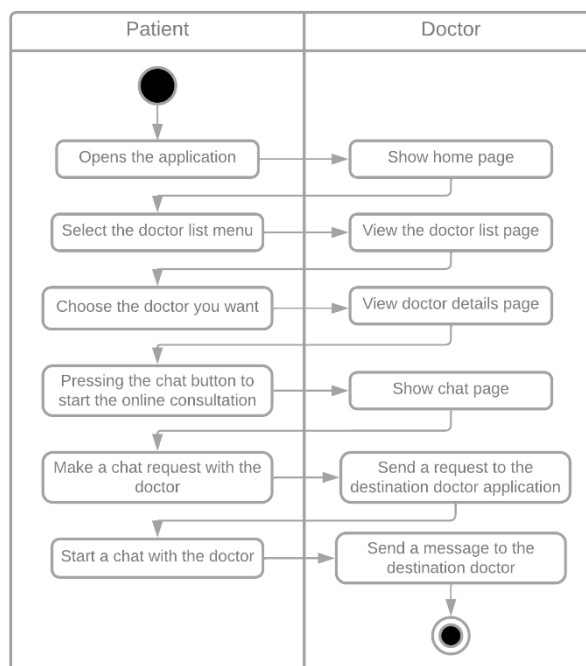 Patient
Doctor
Opens the application
Show home page
Select the doctor list menu
View the doctor list page
Choose the doctor you want
View doctor details page
Pressing the chat button to
start the online consultation
Show chat page
Make a chat request with the
doctor
Send a request to the
destination doctor application
Start a chat with the doctor
Send a message to the
destination doctor